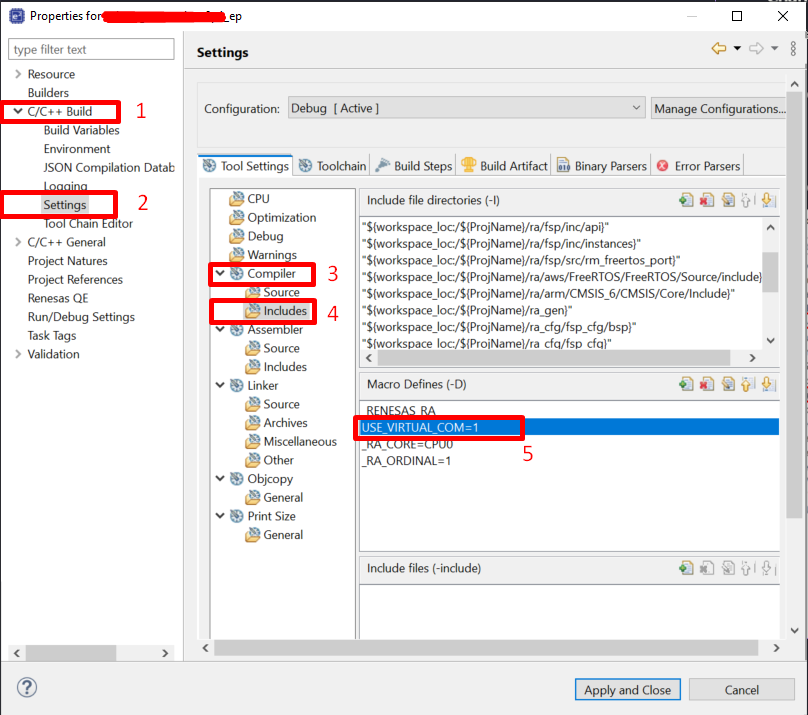 Properties for _ep
type filter text
Resource
Builders
C/C++ Build
1
Build Variables
Environment
JSON Compilation Datab
Logging
Settings
2
Tool Chain Editor
C/C++ General
Project Natures
Project References
Renesas QE
Run/Debug Settings
Task Tags
Validation
Settings
Configuration:
Debug [ Active ]
Manage Configurations...
Tool Settings
Toolchain
Build Steps
Build Artifact
Binary Parsers
Error Parsers
CPU
Optimization
Debug
Warnings
Compiler
3
Source
Includes
4
Assembler
Source
Includes
Linker
Source
Archives
Miscellaneous
Other
Objcopy
General
Print Size
General
Include file directories (-I)
"${workspace_loc:/${ProjName}/ra/fsp/inc/api}"
"${workspace_loc:/${ProjName}/ra/fsp/inc/instances}"
"${workspace_loc:/${ProjName}/ra/fsp/src/rm_freertos_port}"
"${workspace_loc:/${ProjName}/ra/aws/FreeRTOS/FreeRTOS/Source/include}
"${workspace_loc:/${ProjName}/ra/arm/CMSIS_6/CMSIS/Core/Include}"
"${workspace_loc:/${ProjName}/ra_gen}"
"${workspace_loc:/${ProjName}/ra_cfg/fsp_cfg/bsp}"
"${workspace_loc:/${ProjName}/ra_cfg/fsp_cfg}"
Macro Defines (-D)
_RENESAS_RA_
USE_VIRTUAL_COM=1
5
_RA_CORE=CPU0
_RA_ORDINAL=1
Include files (-include)
Apply and Close
Cancel